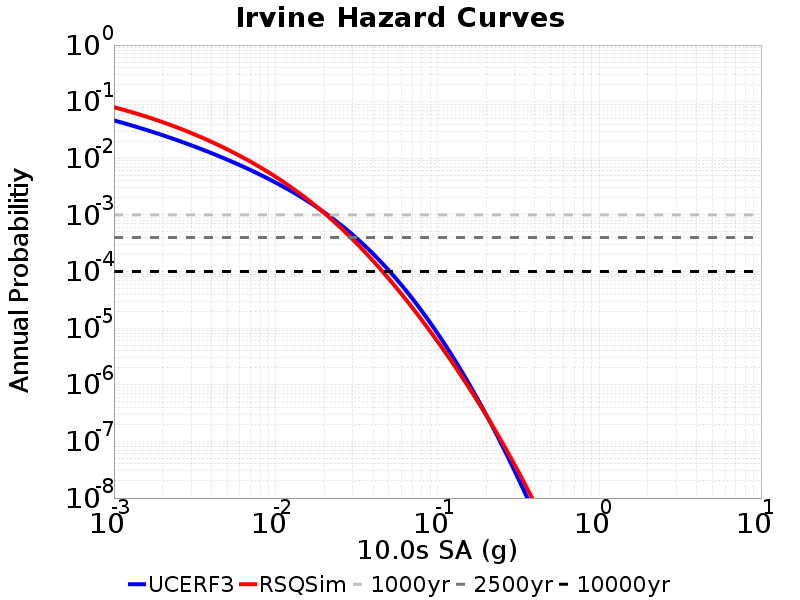 Irvine Hazard Curves
Annual Probabilitiy
10^0
10^-1
10^-2
10^-3
10^-4
10^-5
10^-6
10^-7
10^-8
10^-3 10^-2 10^-1 10^0 10^1
10.0s SA (g)
UCERF3 RSQSim 1000yr 2500yr 10000yr